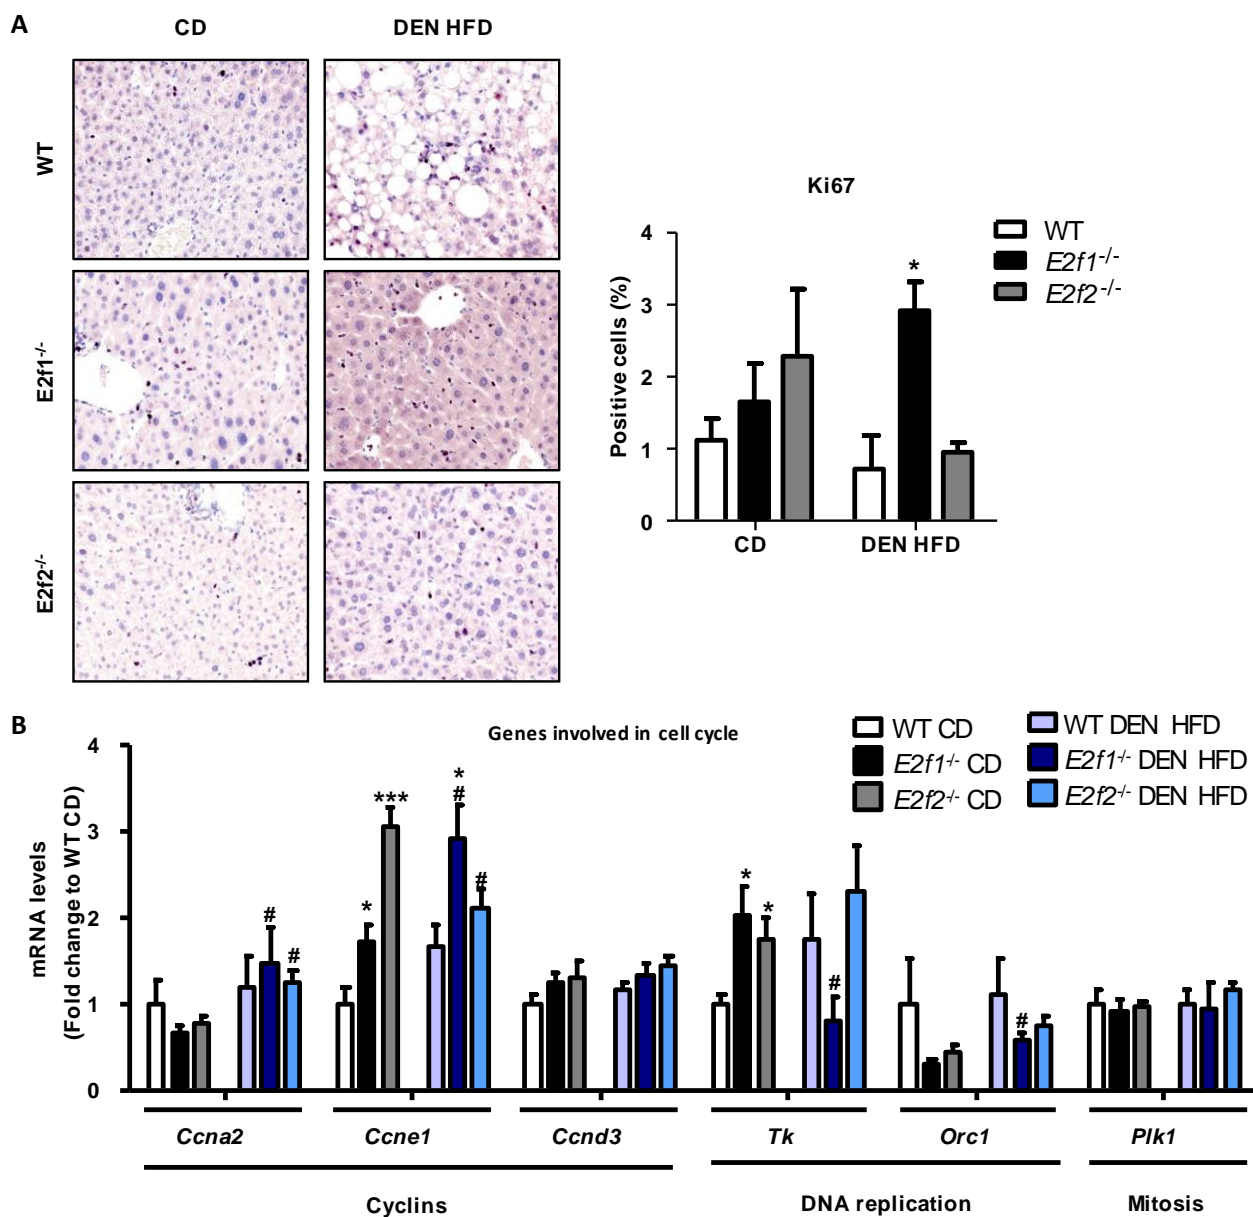 A
CD
DEN HFD
WT
E2f1-/-
E2f2-/-
Ki67
Positive cells (%)
4
3
2
1
0
*
CD
DEN HFD
WT
E2f1-/-
E2f2-/-
B
Genes involved in cell cycle
WT CD
E2f1-/- CD
E2f2-/- CD
WT DEN HFD
E2f1-/- DEN HFD
E2f2-/- DEN HFD
mRNA levels
(Fold change to WT CD)
4
3
2
1
0
# # * *** * # # * * # #
Ccna2 Ccne1 Ccnd3 Tk Orc1 Plk1
Cyclins DNA replication Mitosis